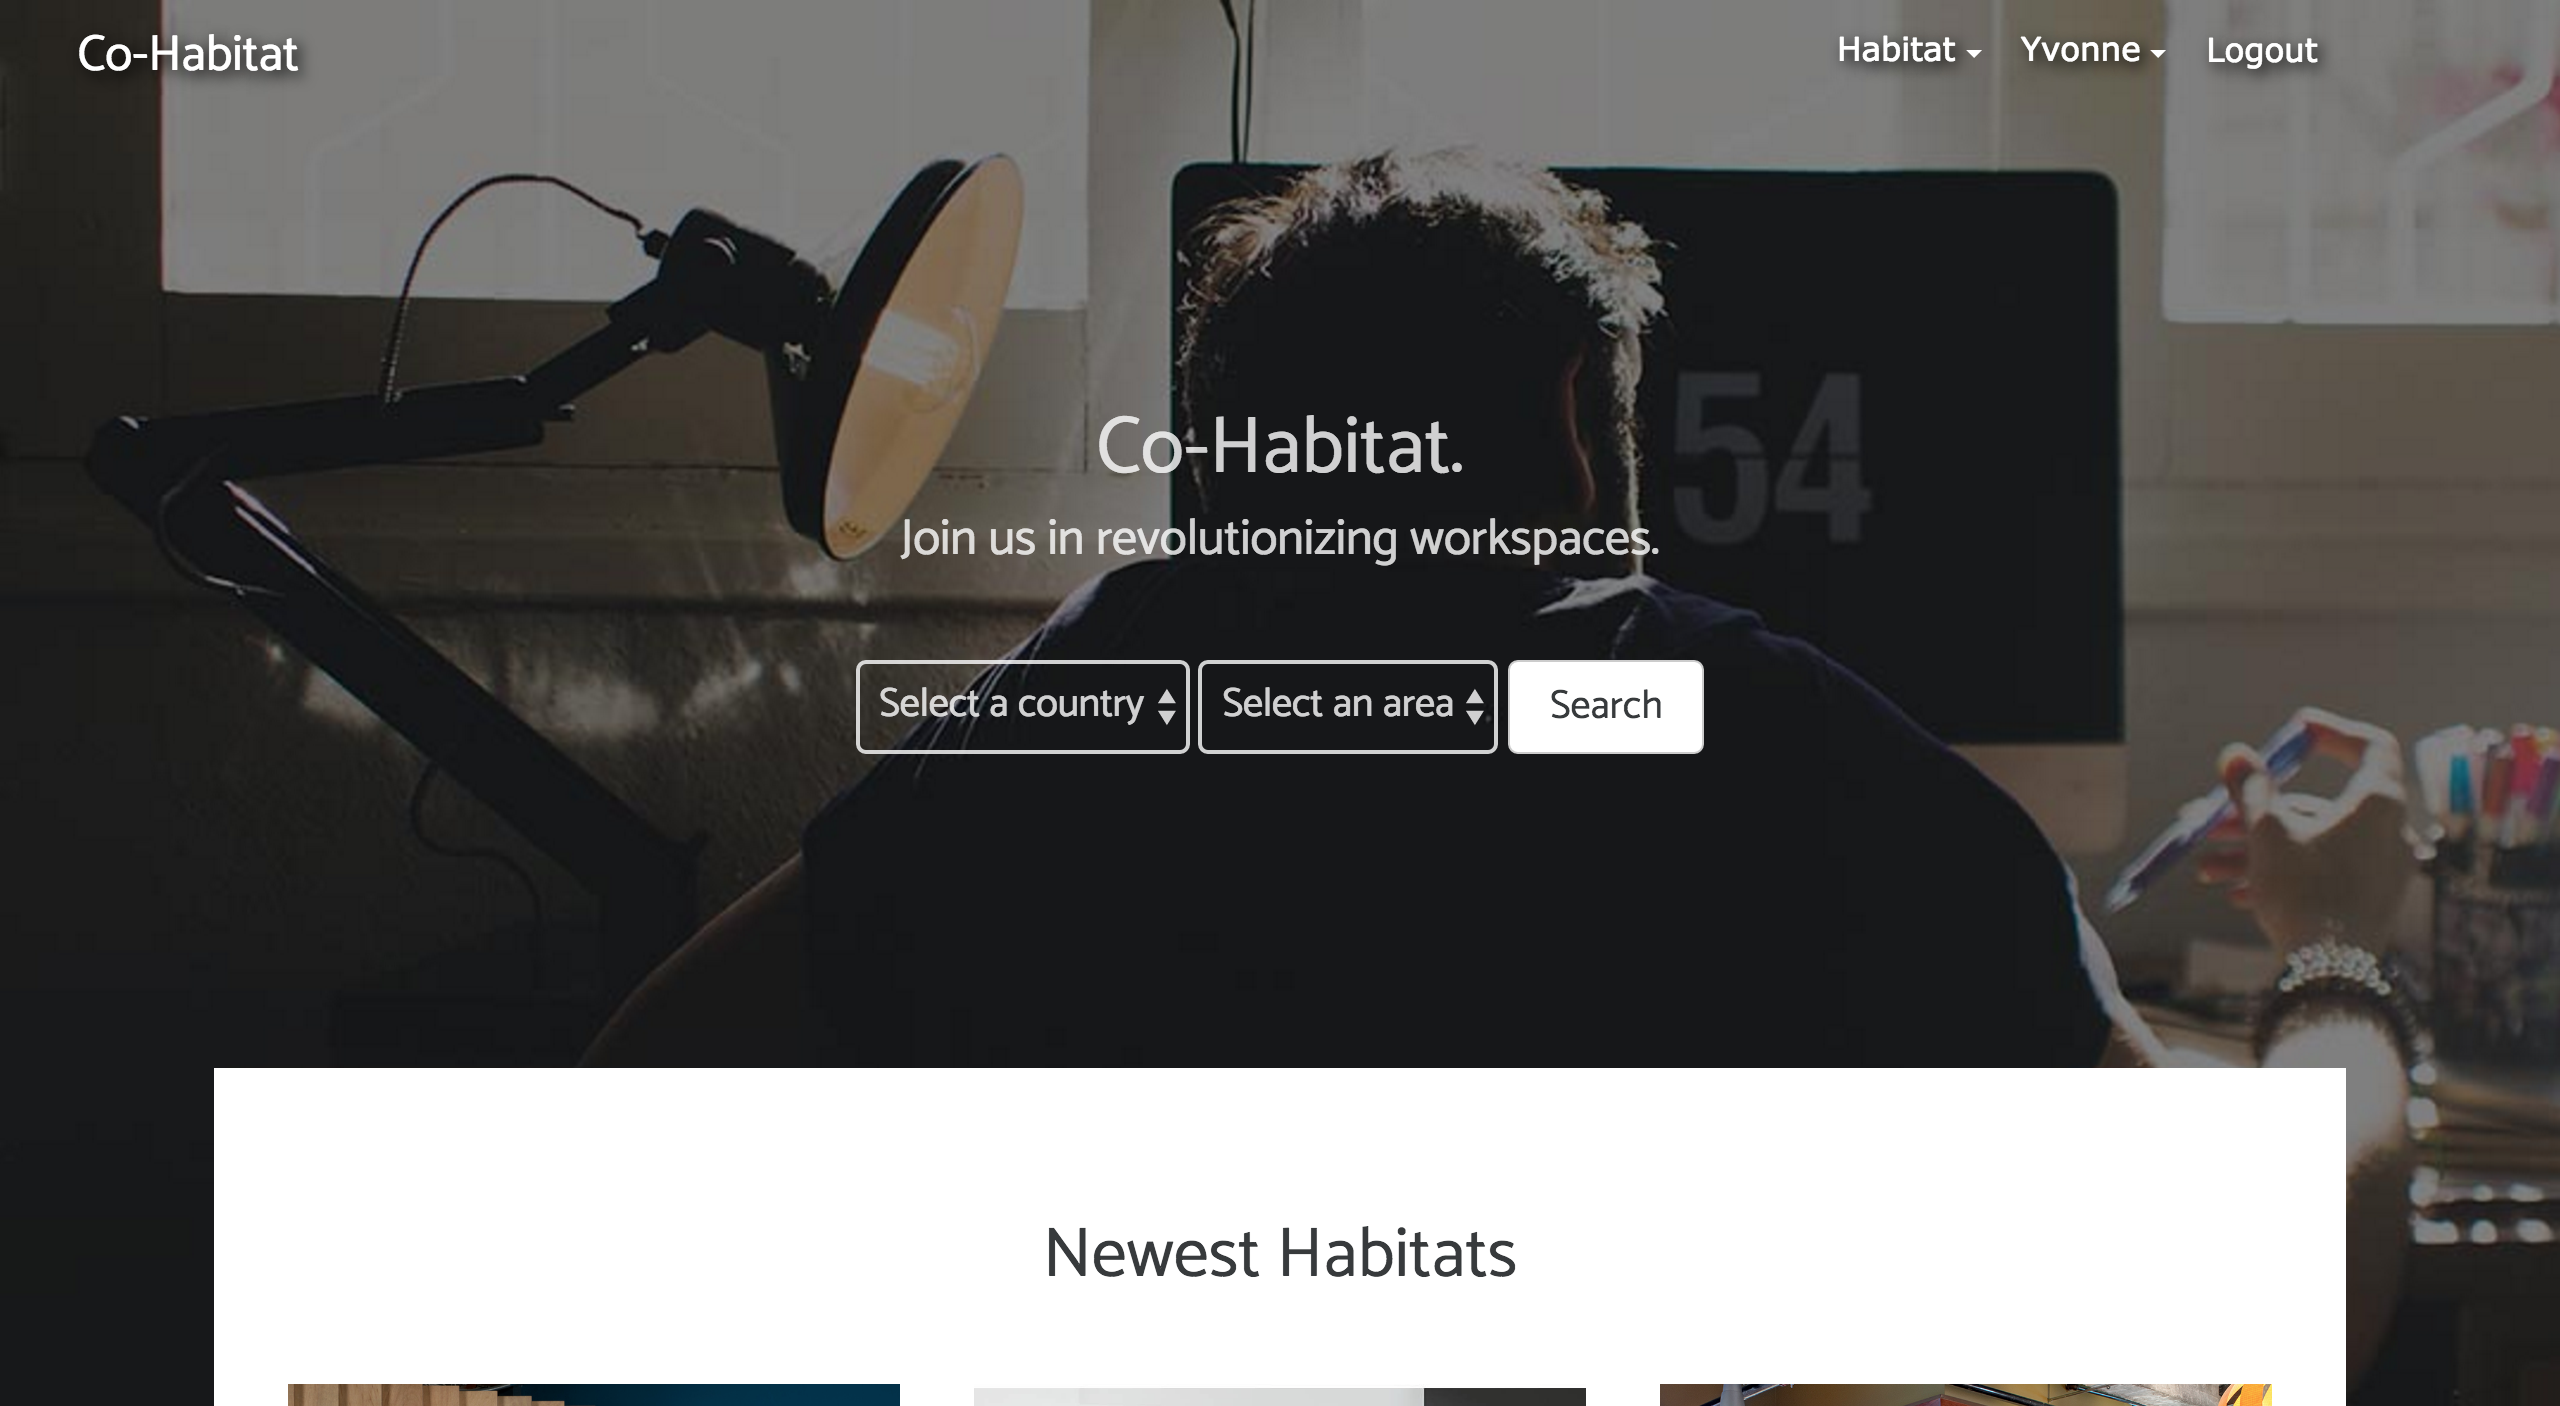 Co-Habitat
Habitat
Yvonne
Logout
54
Co-Habitat.
Join us in revolutionizing workspaces.
Select a country
Select an area
Search
Newest Habitats